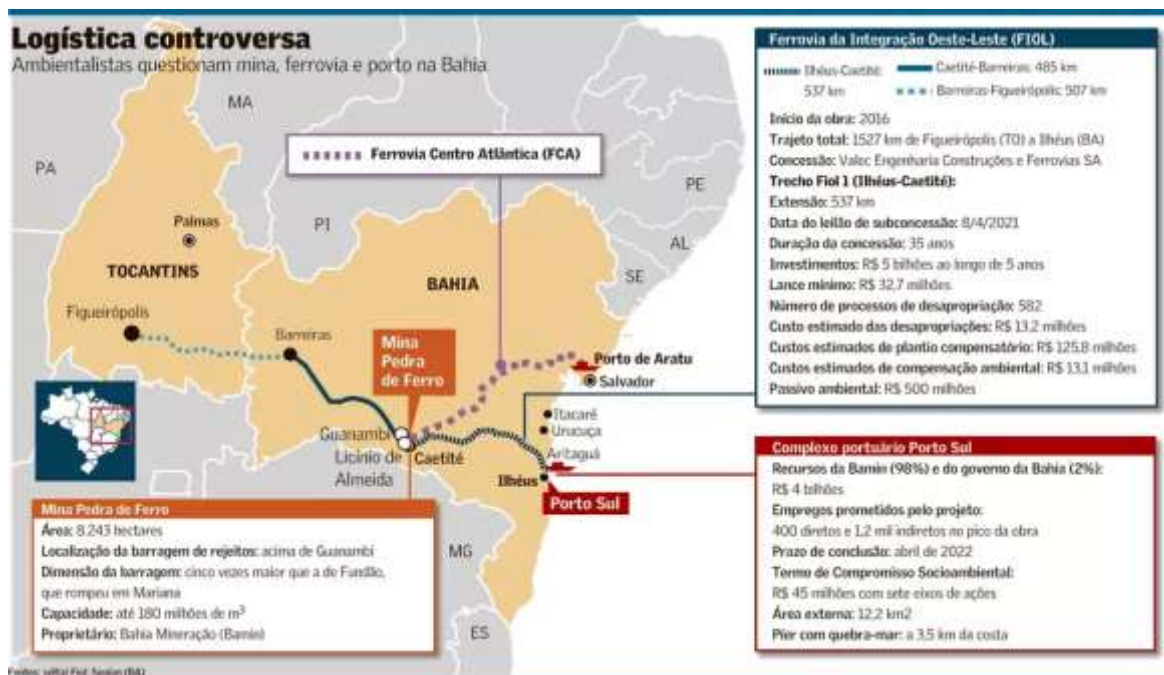 Logística controversa
Ambientalistas questionam mina, ferrovia e porto na Bahia
MA
PA
PI
PE
AL
SE
MG
ES
Ferrovia Centro Atlântica (FCA)
Palmas
TOCANTINS
BAHIA
Figueirópolis
Barreiras
Mina
Pedra
de Ferro
Porto de Aratu
Salvador
Itacaré
Urucuça
Aritaguá
Guanambi
Licínio de
Almeida
Caetité
Ilhéus
Porto Sul
Ferrovia da Integração Oeste-Leste (FIOL)
Ilhéus-Caetité:
537 km
Caetité-Barreiras: 485 km
Barreiras-Figueirópolis: 507 km
Início da obra: 2016
Trajeto total: 1527 km de Figueirópolis (TO) a Ilhéus (BA)
Concessão: Valec Engenharia Construções e Ferrovias SA
Trecho Fiol 1 (Ilhéus-Caetité):
Extensão: 537 km
Data do leilão de subconcessão: 8/4/2021
Duração da concessão: 35 anos
Investimentos: R$ 5 bilhões ao longo de 5 anos
Lance mínimo: R$ 32,7 milhões
Número de processos de desapropriação: 582
Custo estimado das desapropriações: R$ 13,2 milhões
Custos estimados de plantio compensatório: R$ 125,8 milhões
Custos estimados de compensação ambiental: R$ 13,1 milhões
Passivo ambiental: R$ 500 milhões
Complexo portuário Porto Sul
Recursos da Bamin (98%) e do governo da Bahia (2%):
R$ 4 bilhões
Empregos prometidos pelo projeto:
400 diretos e 1,2 mil indiretos no pico da obra
Prazo de conclusão: abril de 2022
Termo de Compromisso Socioambiental:
R$ 45 milhões com sete eixos de ações
Área externa: 12,2 km2
Píer com quebra-mar: a 3,5 km da costa
Mina Pedra de Ferro
Área: 8.243 hectares
Localização da barragem de rejeitos: acima de Guanambi
Dimensão da barragem: cinco vezes maior que a de Fundão,
que rompeu em Mariana
Capacidade: até 180 milhões de m³
Proprietário: Bahia Mineração (Bamin)